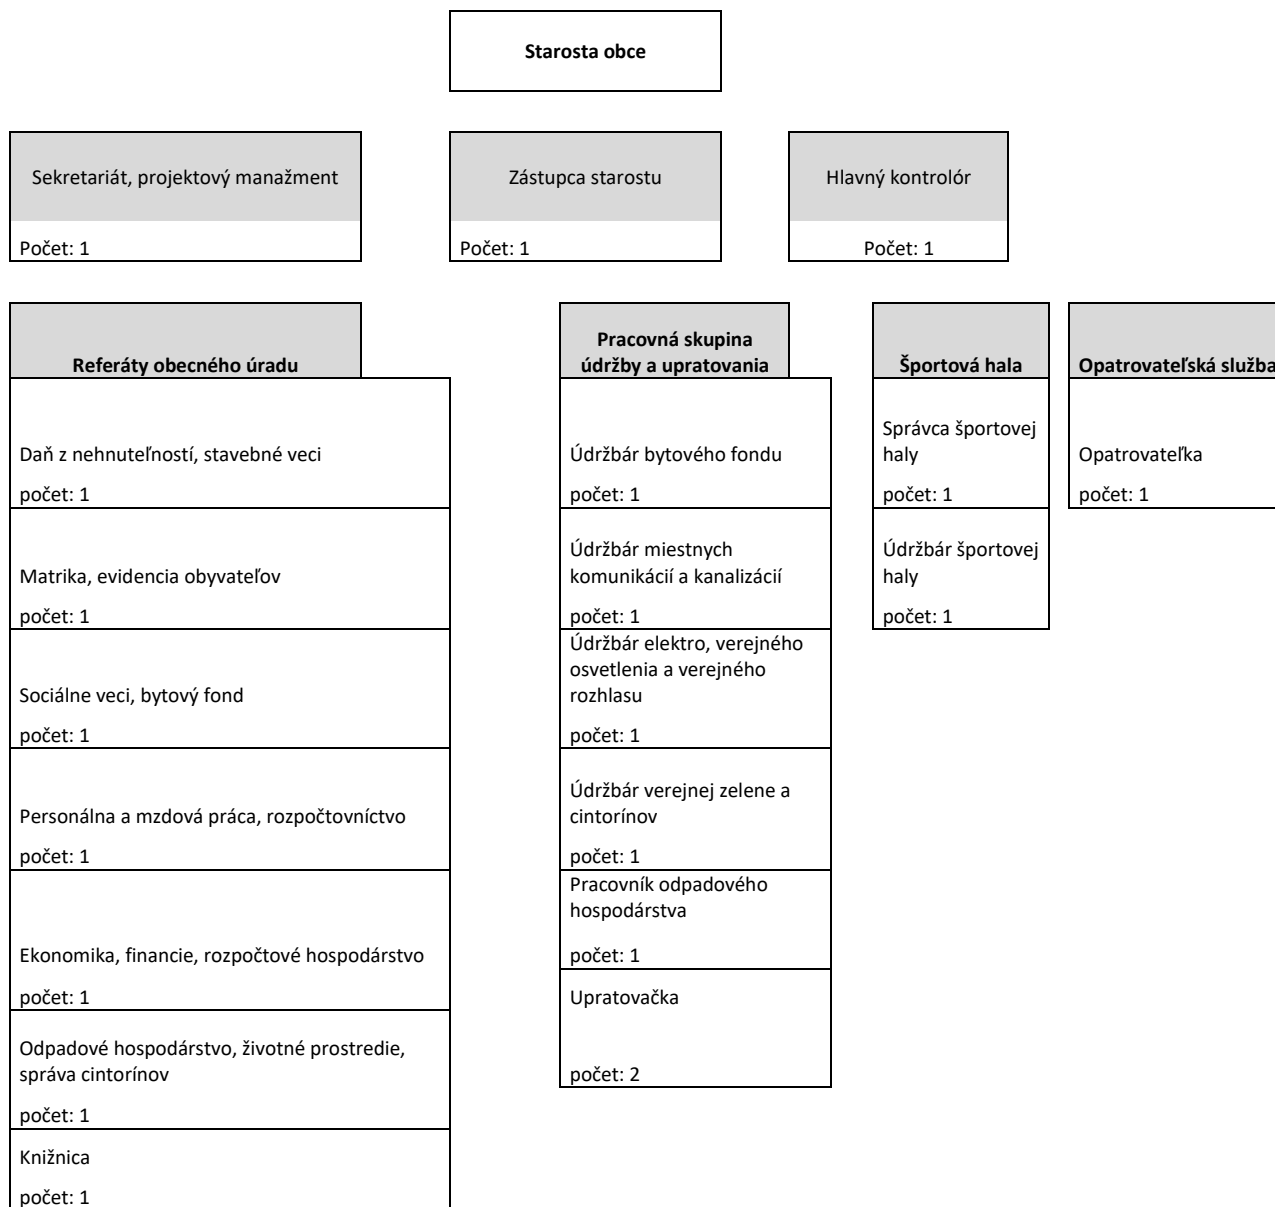 Starosta obce
Sekretariát, projektový manažment
Počet: 1
Zástupca starostu
Počet: 1
Hlavný kontrolór
Počet: 1
Referáty obecného úradu
Daň z nehnuteľností, stavebné veci
počet: 1
Matrika, evidencia obyvateľov
počet: 1
Sociálne veci, bytový fond
počet: 1
Personálna a mzdová práca, rozpočtovníctvo
počet: 1
Ekonomika, financie, rozpočtové hospodárstvo
počet: 1
Odpadové hospodárstvo, životné prostredie,
správa cintorínov
počet: 1
Knižnica
počet: 1
Pracovná skupina
údržby a upratovania
Údržbár bytového fondu
počet: 1
Údržbár miestnych
komunikácií a kanalizácií
počet: 1
Údržbár elektro, verejného
osvetlenia a verejného
rozhlasu
počet: 1
Údržbár verejnej zelene a
cintorínov
počet: 1
Pracovník odpadového
hospodárstva
počet: 1
Upratovačka
počet: 2
Športová hala
Správca športovej
haly
počet: 1
Údržbár športovej
haly
počet: 1
Opatrovateľská služba
Opatrovateľka
počet: 1